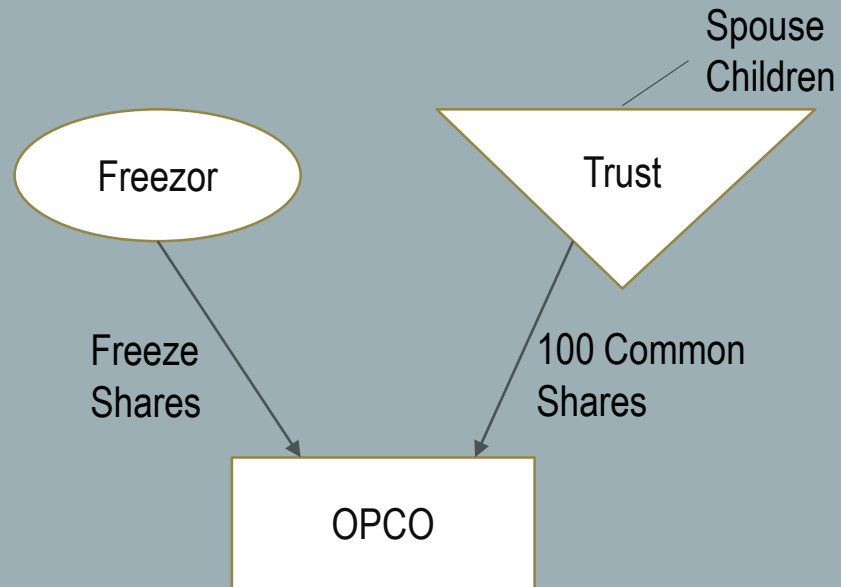 Spouse
Children
Freezor
Trust
Freeze
Shares
100 Common
Shares
OPCO